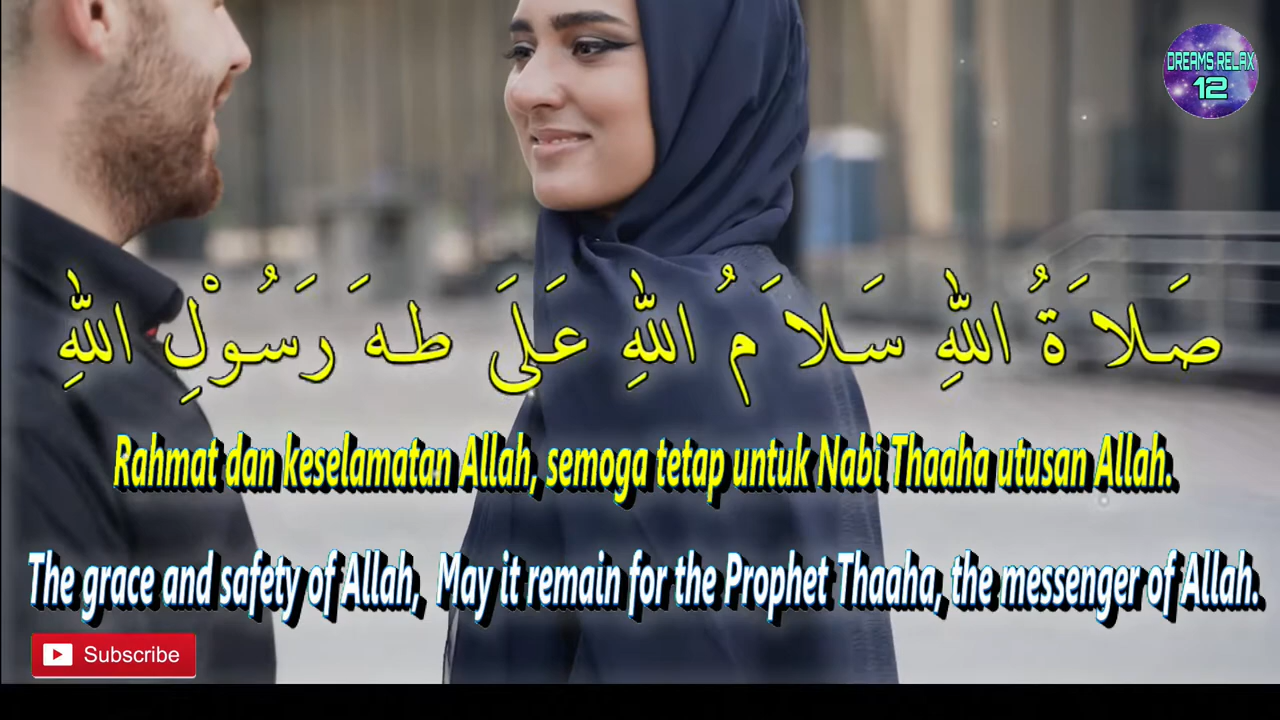 DREAMS RELAX
12
صَلَاةُ اللهِ سَلَامُ اللهِ عَلَى طٰهَ رَسُوْلِ اللهِ
Rahmat dan keselamatan Allah, semoga tetap untuk Nabi Thaaha utusan Allah.
The grace and safety of Allah, May it remain for the Prophet Thaaha, the messenger of Allah.
Subscribe